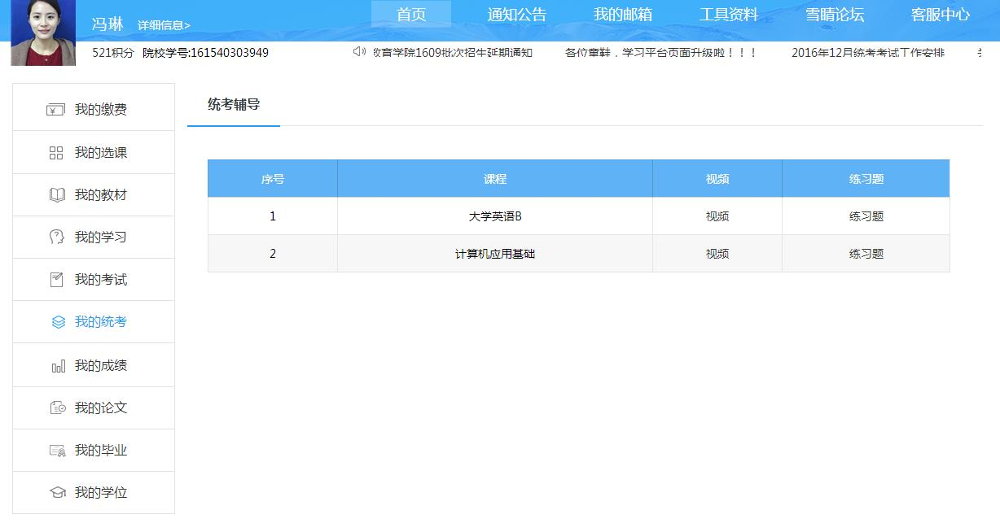 冯琳 详细信息> 首页 通知公告 我的邮箱 工具资料 雪晴论坛 客服中心
521积分 院校学号:161540303949 教育学院1609批次招生延期通知 各位童鞋，学习平台页面升级啦！！！ 2016年12月统考考试工作安排
我的缴费
我的选课
我的教材
我的学习
我的考试
我的统考
我的成绩
我的论文
我的毕业
我的学位
统考辅导
序号 课程 视频 练习题
1 大学英语B 视频 练习题
2 计算机应用基础 视频 练习题